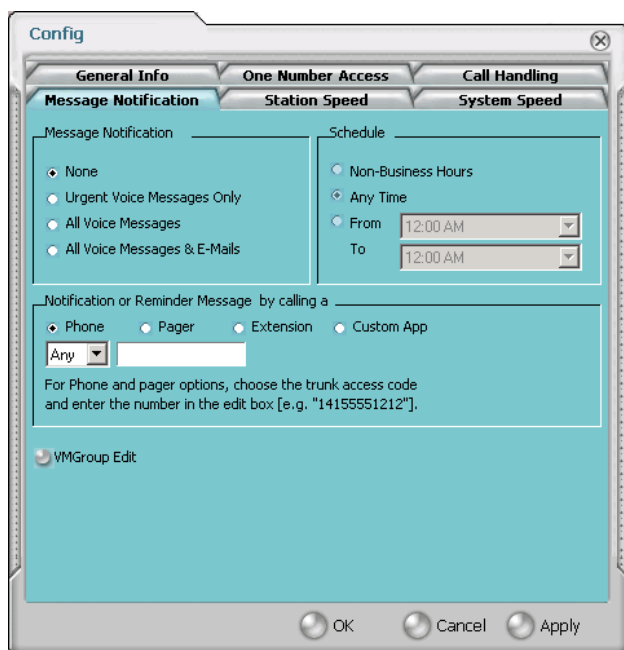 Config
General Info
One Number Access
Call Handling
Message Notification
Station Speed
System Speed
Message Notification
None
Urgent Voice Messages Only
All Voice Messages
All Voice Messages & E-Mails
Schedule
Non-Business Hours
Any Time
From 12:00 AM
To 12:00 AM
Notification or Reminder Message by calling a
Phone Pager Extension Custom App
Any
For Phone and pager options, choose the trunk access code
and enter the number in the edit box [e.g. "14155551212"].
VMGroup Edit
OK Cancel Apply